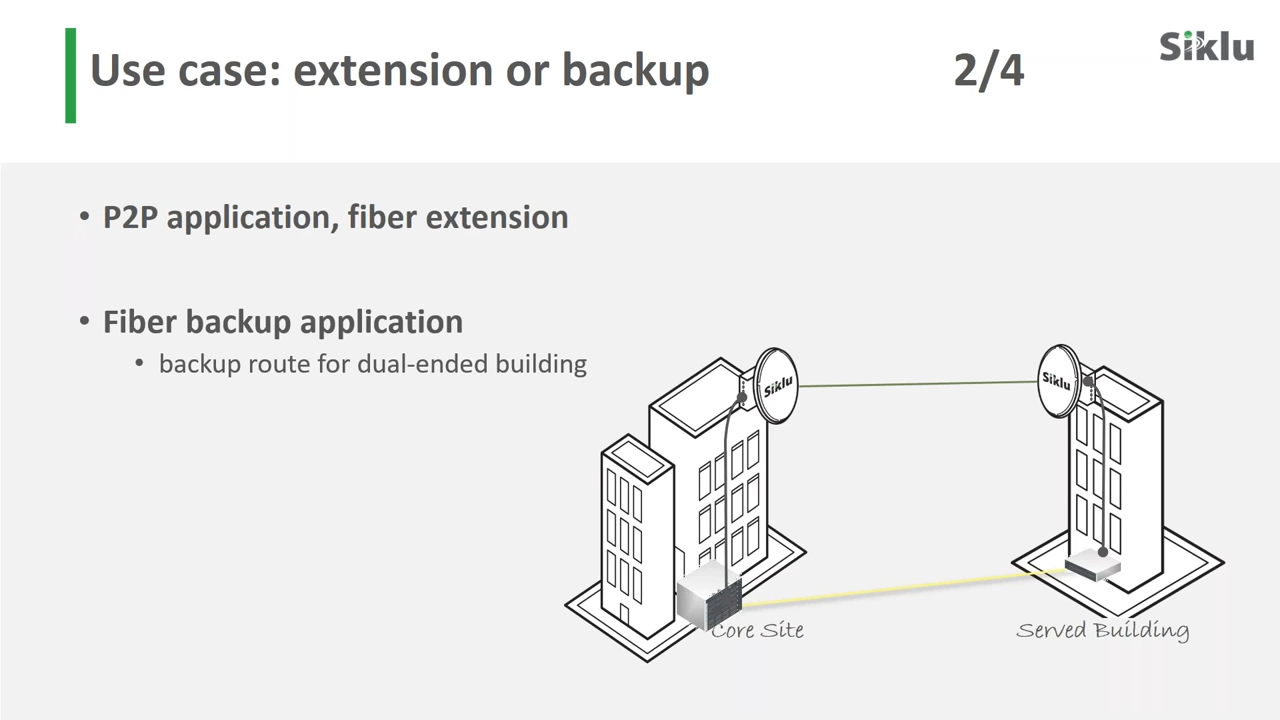 Use case: extension or backup 2/4
Siklu
• P2P application, fiber extension
• Fiber backup application
• backup route for dual-ended building
Siklu
Siklu
Core Site
Served Building